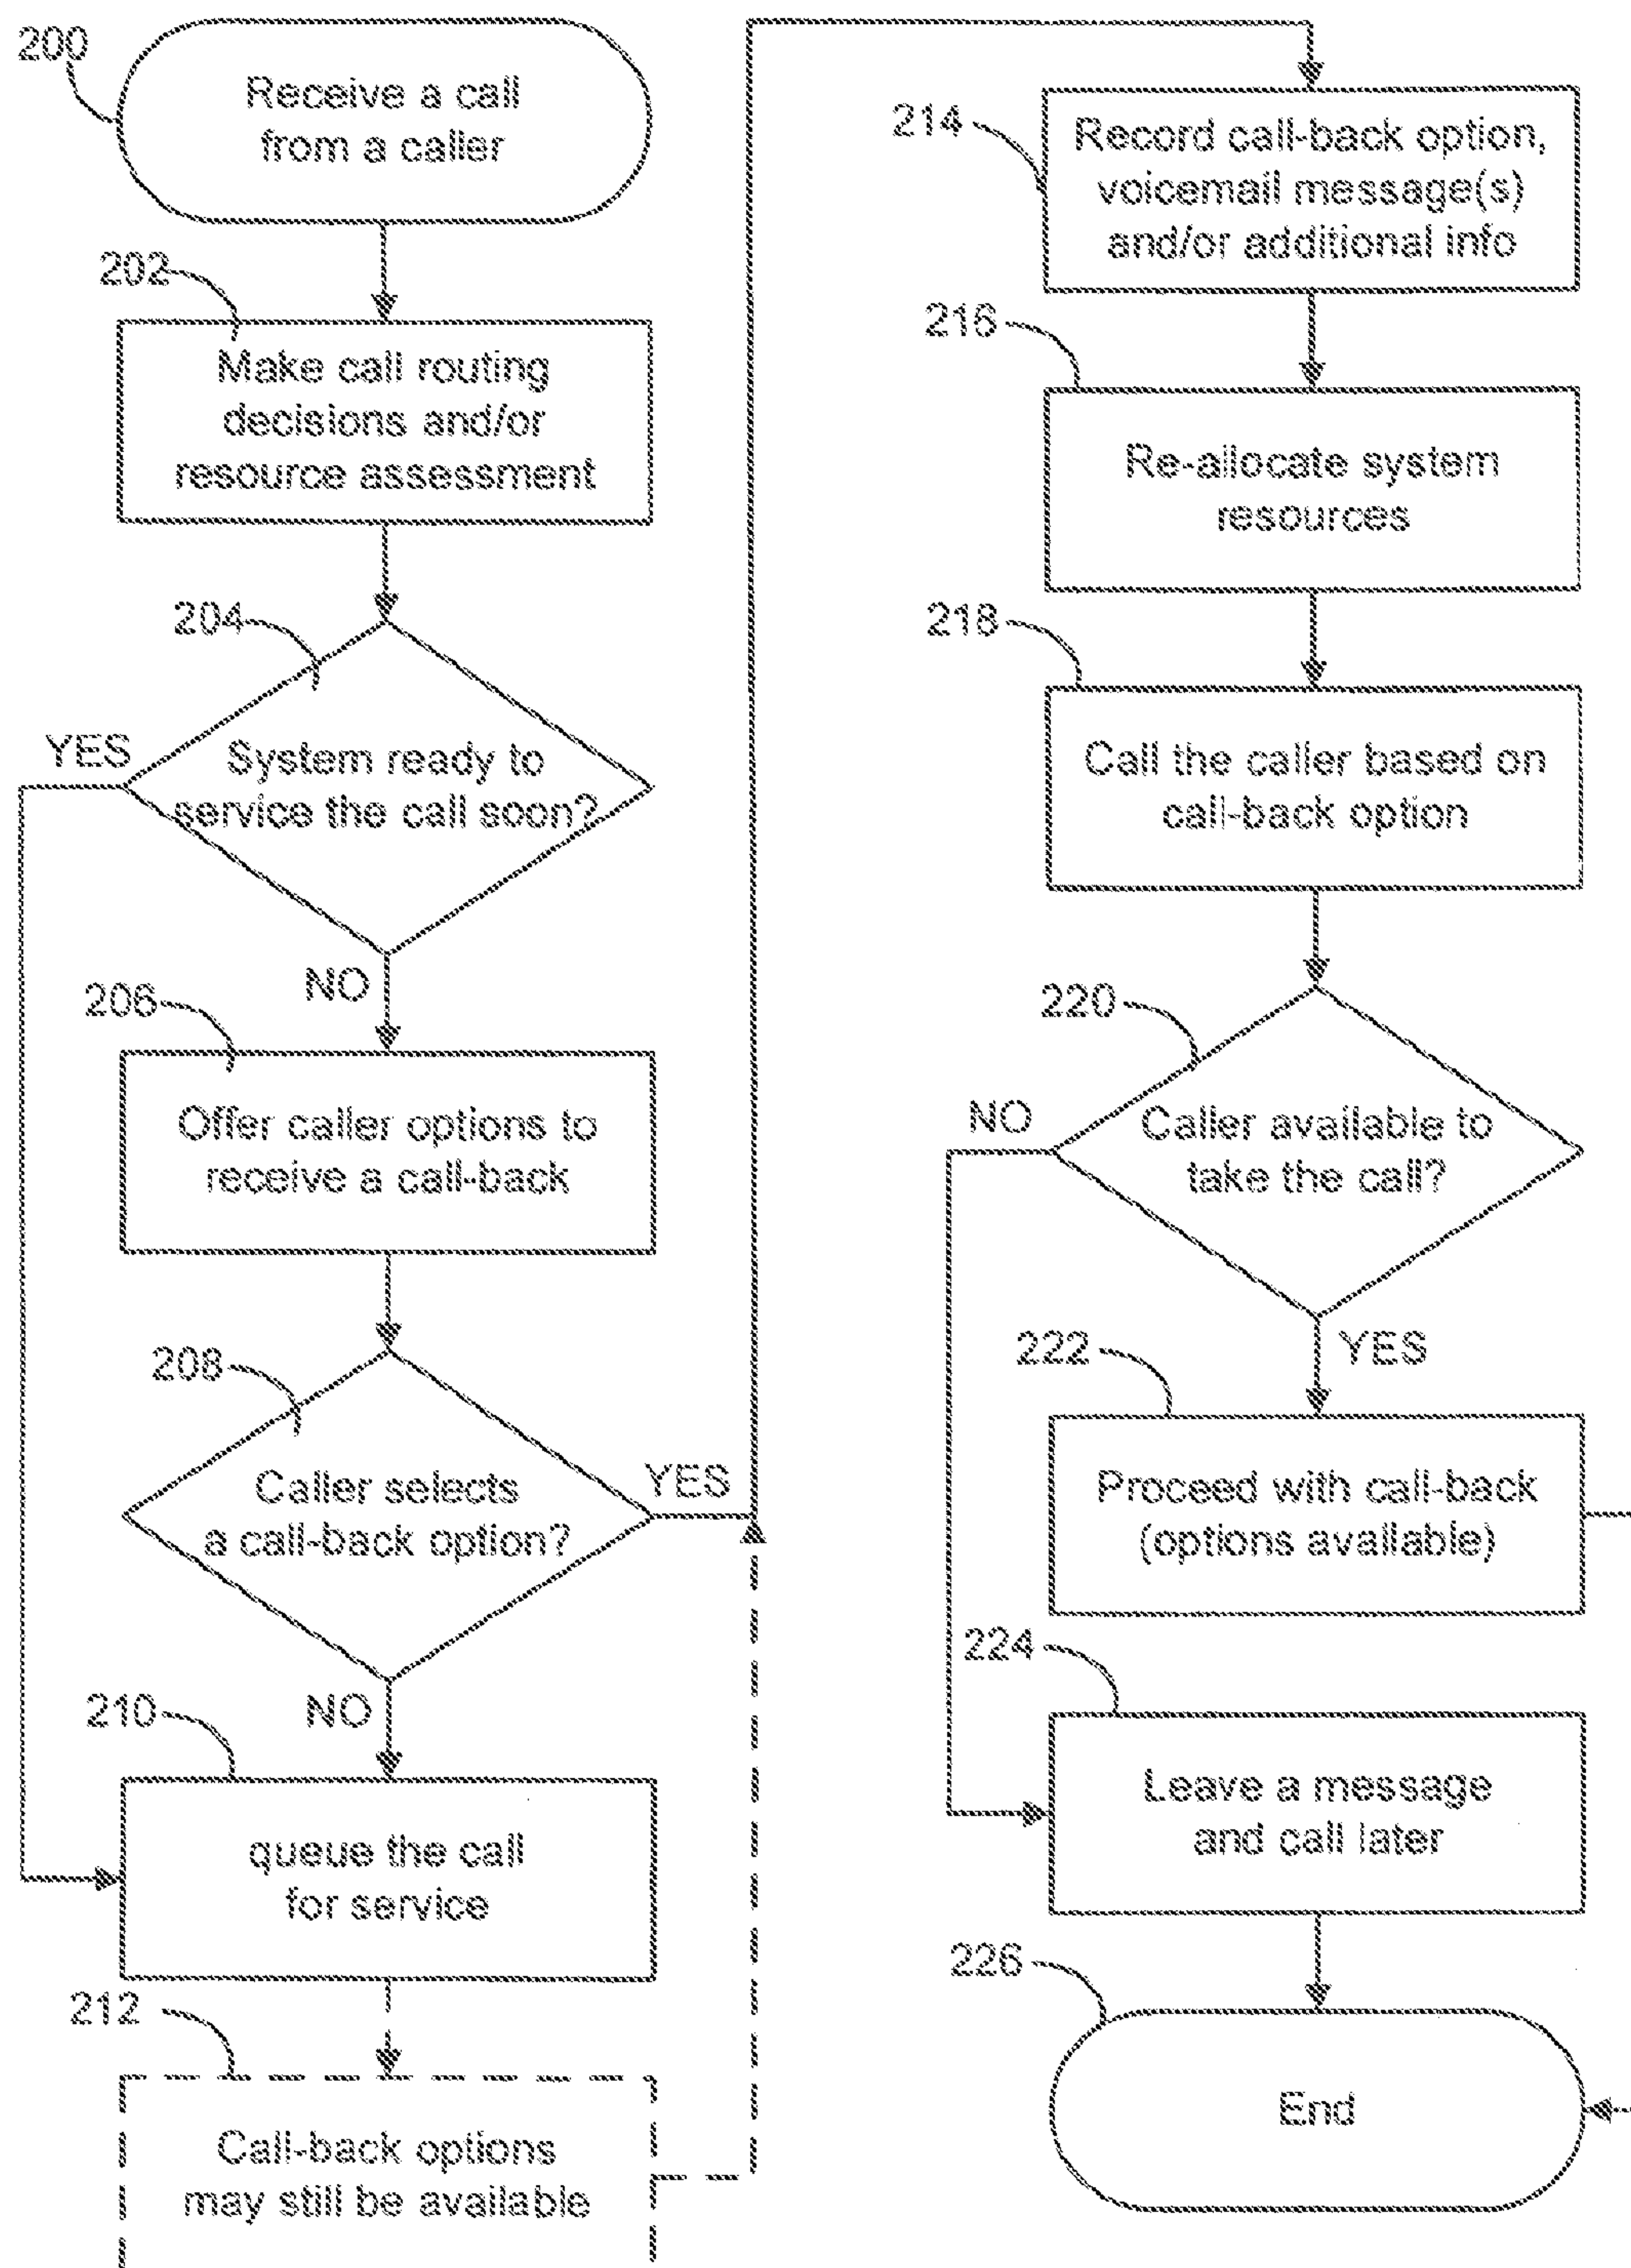 200
Receive a call
from a caller
202
Make call routing
decisions and/or
resource assessment
204
YES
System ready to
service the call soon?
NO
206
Offer caller options to
receive a call-back
208
Caller selects
a call-back option?
YES
NO
210
queue the call
for service
212
Call-back options
may still be available
214
Record call-back option,
voicemail message(s)
and/or additional info
216
Re-allocate system
resources
218
Call the caller based on
call-back option
220
NO
Caller available to
take the call?
YES
222
Proceed with call-back
(options available)
224
Leave a message
and call later
226
End